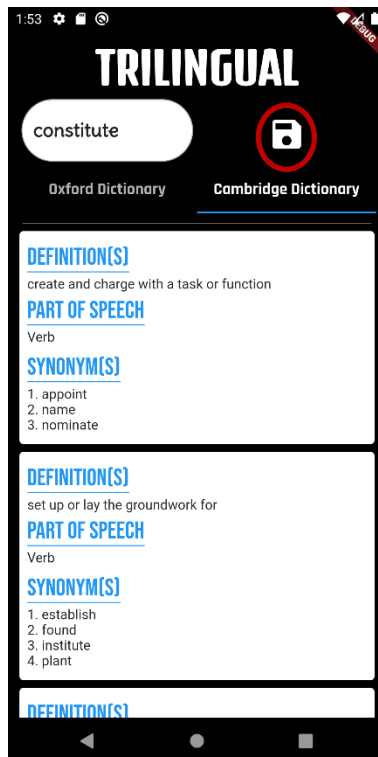 1:53
DEBUG
TRILINGUAL
constitute
Oxford Dictionary Cambridge Dictionary
DEFINITION(S)
create and charge with a task or function
PART OF SPEECH
Verb
SYNONYM(S)
1. appoint
2. name
3. nominate
DEFINITION(S)
set up or lay the groundwork for
PART OF SPEECH
Verb
SYNONYM(S)
1. establish
2. found
3. institute
4. plant
DEFINITION(S)